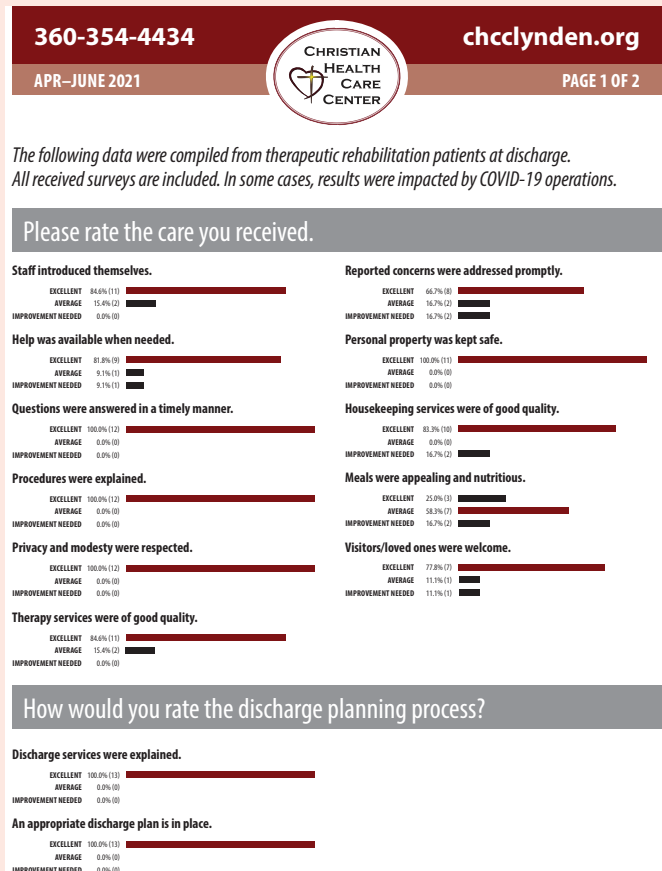 360-354-4434
chcclynden.org
APR–JUNE 2021
PAGE 1 OF 2
CHRISTIAN
HEALTH
CARE
CENTER
The following data were compiled from therapeutic rehabilitation patients at discharge.
All received surveys are included. In some cases, results were impacted by COVID-19 operations.
Please rate the care you received.
Staff introduced themselves.
EXCELLENT 84.6% (11)
AVERAGE 15.4% (2)
IMPROVEMENT NEEDED 0.0% (0)
Help was available when needed.
EXCELLENT 81.8% (9)
AVERAGE 9.1% (1)
IMPROVEMENT NEEDED 9.1% (1)
Questions were answered in a timely manner.
EXCELLENT 100.0% (12)
AVERAGE 0.0% (0)
IMPROVEMENT NEEDED 0.0% (0)
Procedures were explained.
EXCELLENT 100.0% (12)
AVERAGE 0.0% (0)
IMPROVEMENT NEEDED 0.0% (0)
Privacy and modesty were respected.
EXCELLENT 100.0% (12)
AVERAGE 0.0% (0)
IMPROVEMENT NEEDED 0.0% (0)
Therapy services were of good quality.
EXCELLENT 84.6% (11)
AVERAGE 15.4% (2)
IMPROVEMENT NEEDED 0.0% (0)
Reported concerns were addressed promptly.
EXCELLENT 66.7% (8)
AVERAGE 16.7% (2)
IMPROVEMENT NEEDED 16.7% (2)
Personal property was kept safe.
EXCELLENT 100.0% (11)
AVERAGE 0.0% (0)
IMPROVEMENT NEEDED 0.0% (0)
Housekeeping services were of good quality.
EXCELLENT 83.3% (10)
AVERAGE 0.0% (0)
IMPROVEMENT NEEDED 16.7% (2)
Meals were appealing and nutritious.
EXCELLENT 25.0% (3)
AVERAGE 58.3% (7)
IMPROVEMENT NEEDED 16.7% (2)
Visitors/loved ones were welcome.
EXCELLENT 77.8% (7)
AVERAGE 11.1% (1)
IMPROVEMENT NEEDED 11.1% (1)
How would you rate the discharge planning process?
Discharge services were explained.
EXCELLENT 100.0% (13)
AVERAGE 0.0% (0)
IMPROVEMENT NEEDED 0.0% (0)
An appropriate discharge plan is in place.
EXCELLENT 100.0% (13)
AVERAGE 0.0% (0)
IMPROVEMENT NEEDED 0.0% (0)